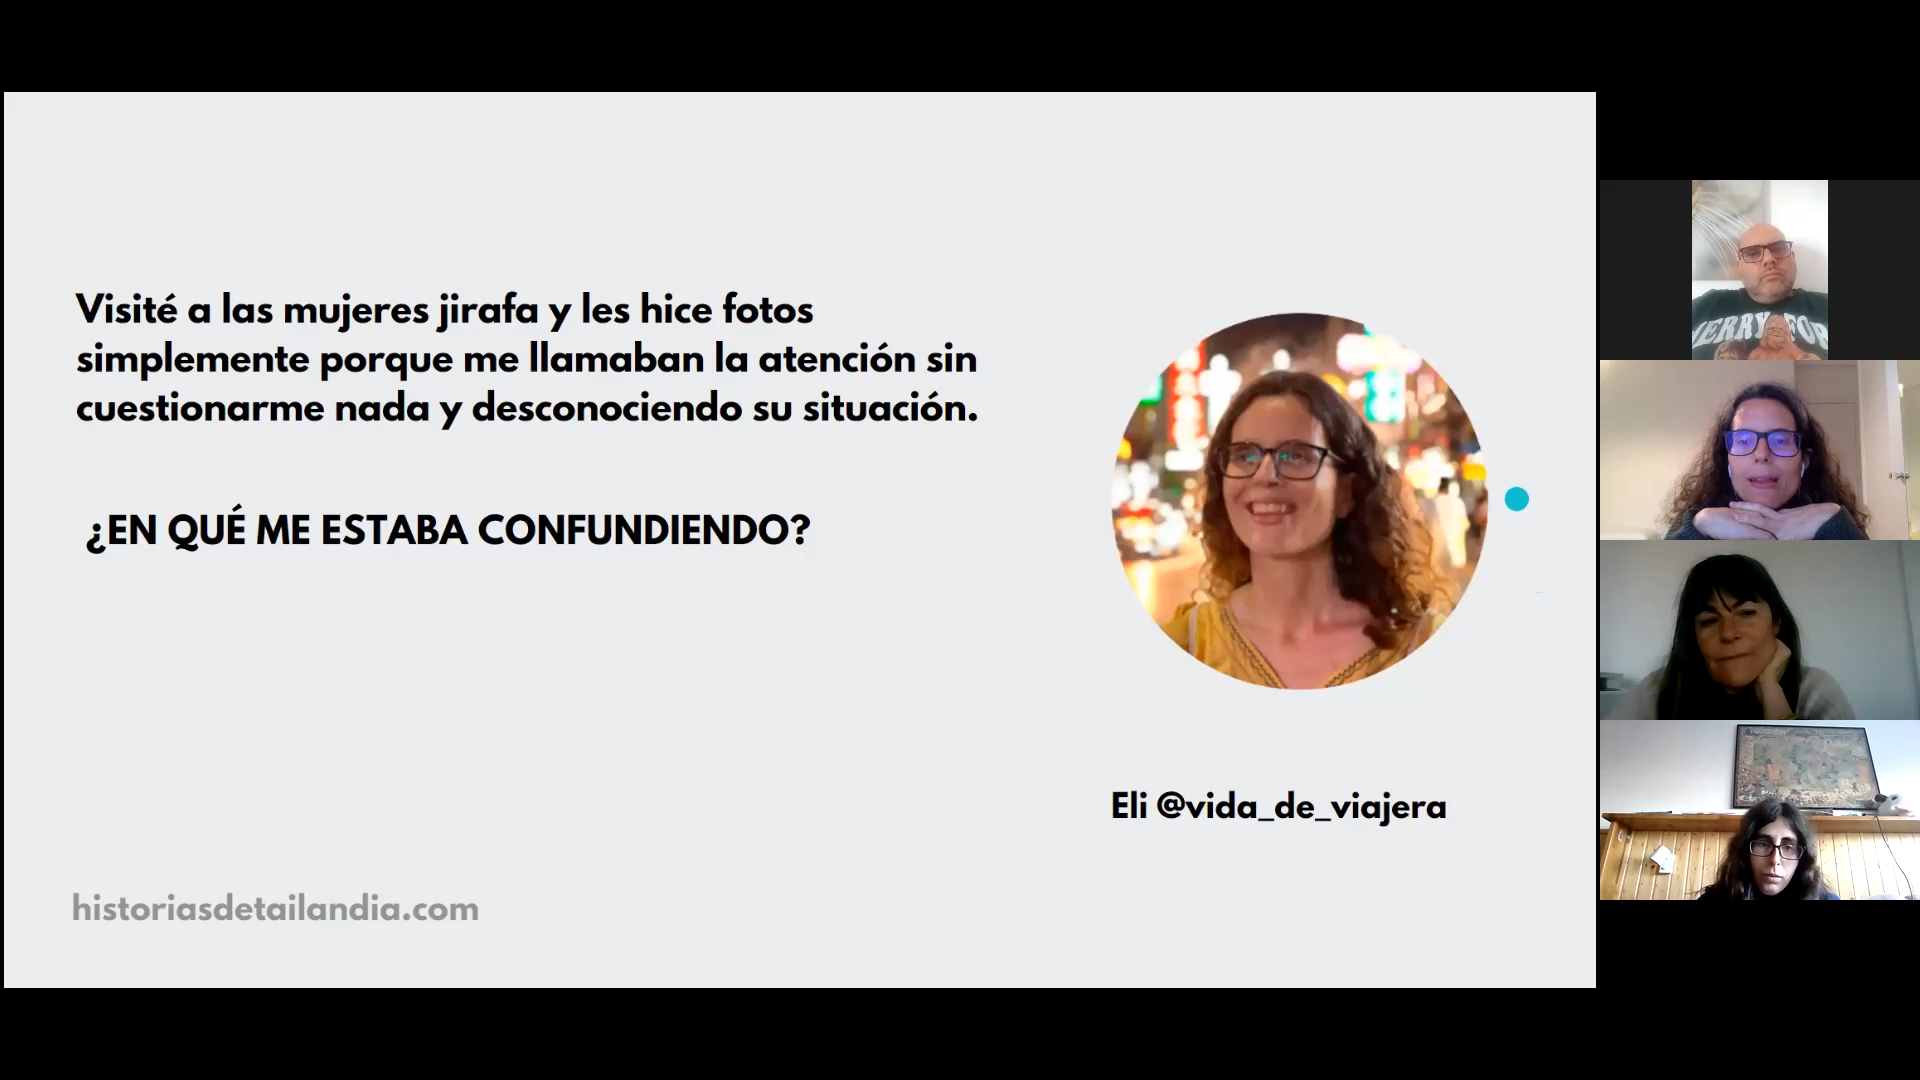 Visité a las mujeres jirafa y les hice fotos
simplemente porque me llamaban la atención sin
cuestionarme nada y desconociendo su situación.
¿EN QUÉ ME ESTABA CONFUNDIENDO?
Eli @vida_de_viajera
historiasdetailandia.com